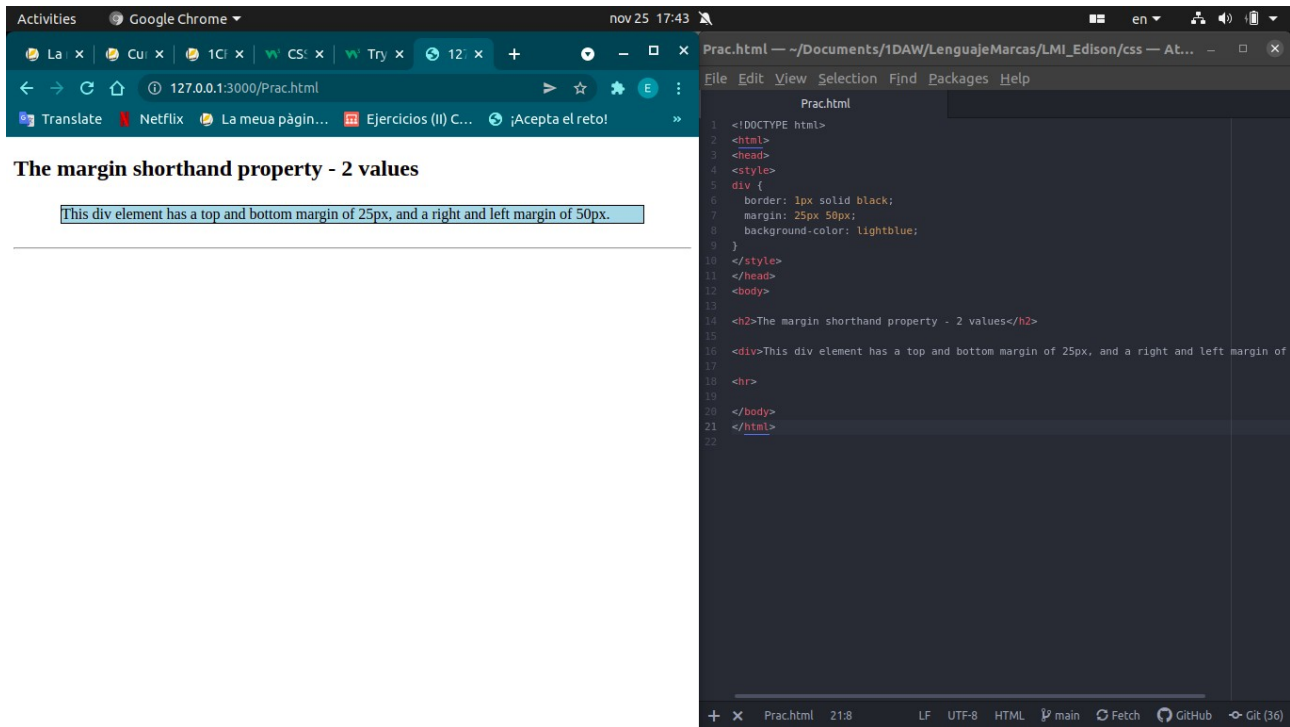 Activities Google Chrome nov 25 17:43 en
La Cur 1CF CSS Try 127
127.0.0.1:3000/Prac.html E
Translate Netflix La meua pàgin... Ejercicios (II) C... ¡Acepta el reto! »
The margin shorthand property - 2 values
This div element has a top and bottom margin of 25px, and a right and left margin of 50px.
Prac.html — ~/Documents/1DAW/LenguajeMarcas/LMI_Edison/css — At...
File Edit View Selection Find Packages Help
Prac.html
1 <!DOCTYPE html>
2 <html>
3 <head>
4 <style>
5 div {
6 border: 1px solid black;
7 margin: 25px 50px;
8 background-color: lightblue;
9 }
10 </style>
11 </head>
12 <body>
13
14 <h2>The margin shorthand property - 2 values</h2>
15
16 <div>This div element has a top and bottom margin of 25px, and a right and left margin of
17
18 <hr>
19
20 </body>
21 </html>
22
Prac.html 21:8 LF UTF-8 HTML main Fetch GitHub Git (36)